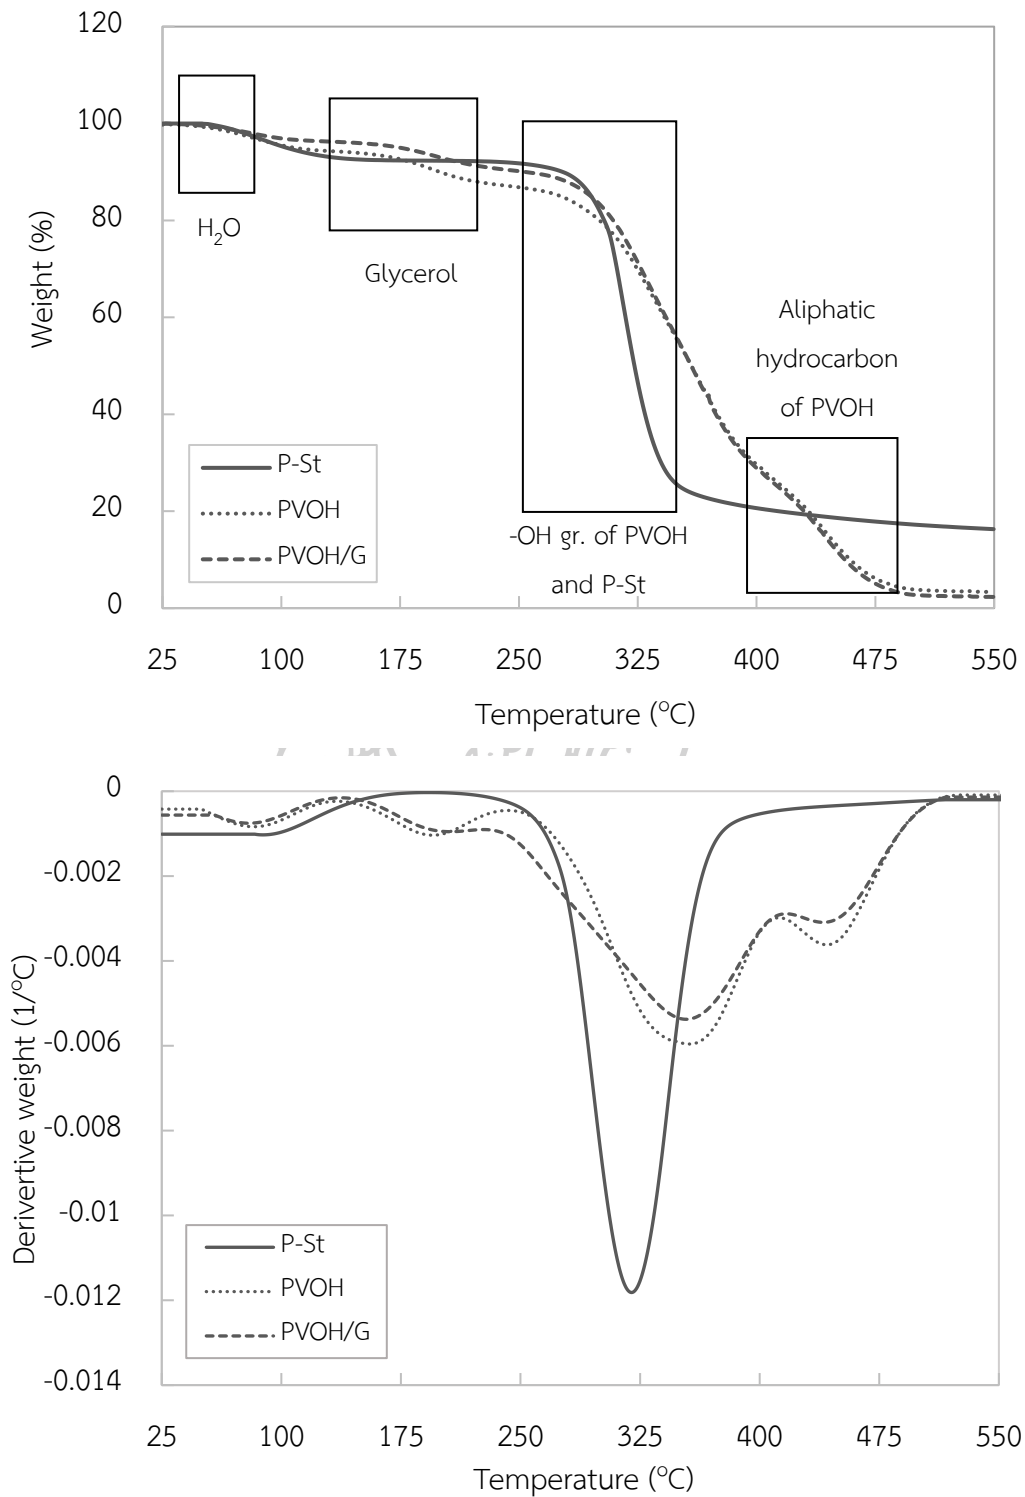 120
100
80
60
40
20
0
Weight (%)
H2O
Glycerol
Aliphatic
hydrocarbon
of PVOH
-OH gr. of PVOH
and P-St
P-St
PVOH
PVOH/G
25 100 175 250 325 400 475 550
Temperature (°C)
0
-0.002
-0.004
-0.006
-0.008
-0.01
-0.012
-0.014
Derivertive weight (1/°C)
P-St
PVOH
PVOH/G
25 100 175 250 325 400 475 550
Temperature (°C)